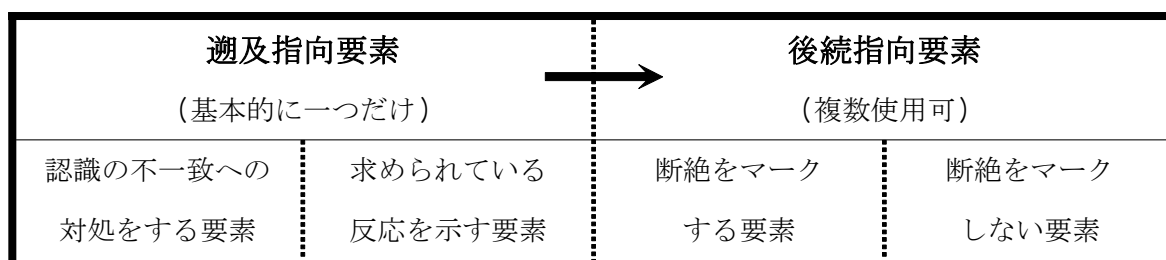 遡及指向要素 後続指向要素
(基本的に一つだけ) (複数使用可)
認識の不一致への 求められている 断絶をマーク 断絶をマーク
対処をする要素 反応を示す要素 する要素 しない要素